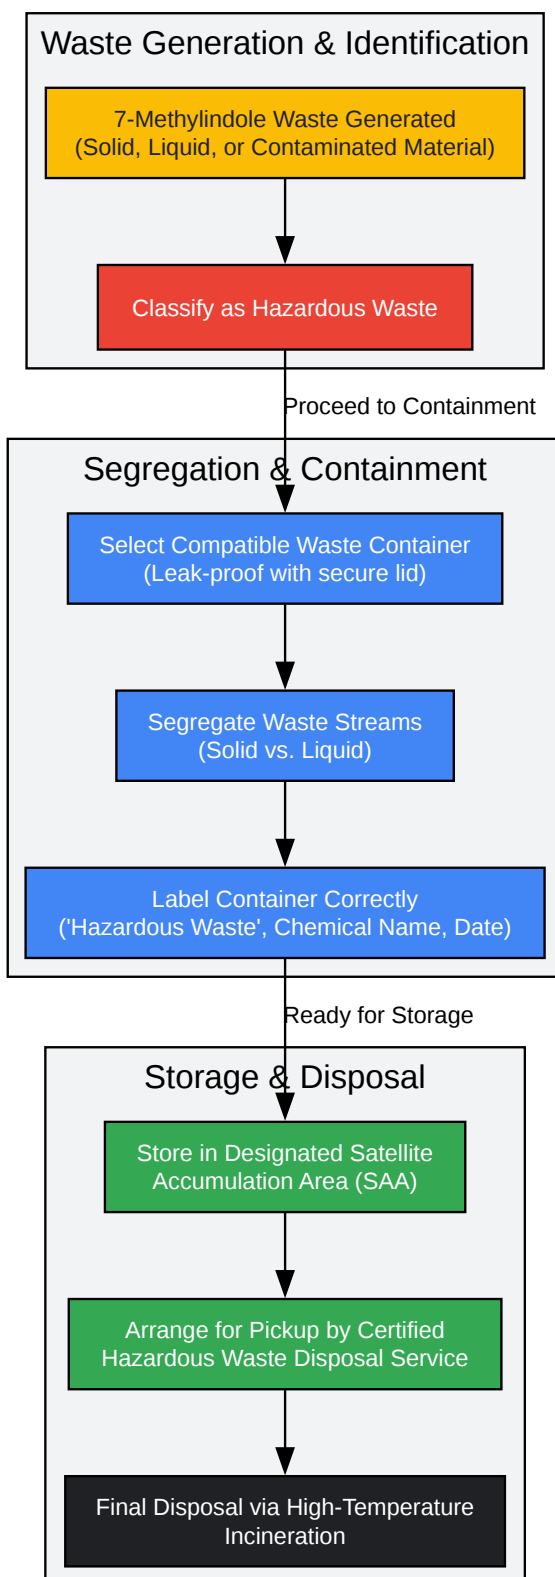 Waste Generation & Identification
7-Methylindole Waste Generated
(Solid, Liquid, or Contaminated Material)
Classify as Hazardous Waste
Proceed to Containment
Segregation & Containment
Select Compatible Waste Container
(Leak-proof with secure lid)
Segregate Waste Streams
(Solid vs. Liquid)
Label Container Correctly
('Hazardous Waste', Chemical Name, Date)
Ready for Storage
Storage & Disposal
Store in Designated Satellite
Accumulation Area (SAA)
Arrange for Pickup by Certified
Hazardous Waste Disposal Service
Final Disposal via High-Temperature
Incineration